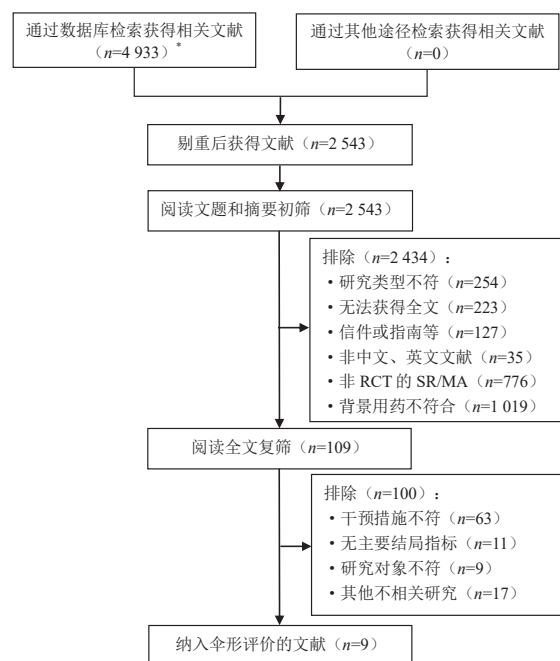 通过数据库检索获得相关文献
（n=4 933）*
通过其他途径检索获得相关文献
（n=0）
剔重后获得文献（n=2 543）
阅读文题和摘要初筛（n=2 543）
排除（n=2 434）：
·研究类型不符（n=254）
·无法获得全文（n=223）
·信件或指南等（n=127）
·非中文、英文文献（n=35）
·非 RCT 的 SR/MA（n=776）
·背景用药不符合（n=1 019）
阅读全文复筛（n=109）
排除（n=100）：
·干预措施不符（n=63）
·无主要结局指标（n=11）
·研究对象不符（n=9）
·其他不相关研究（n=17）
纳入伞形评价的文献（n=9）